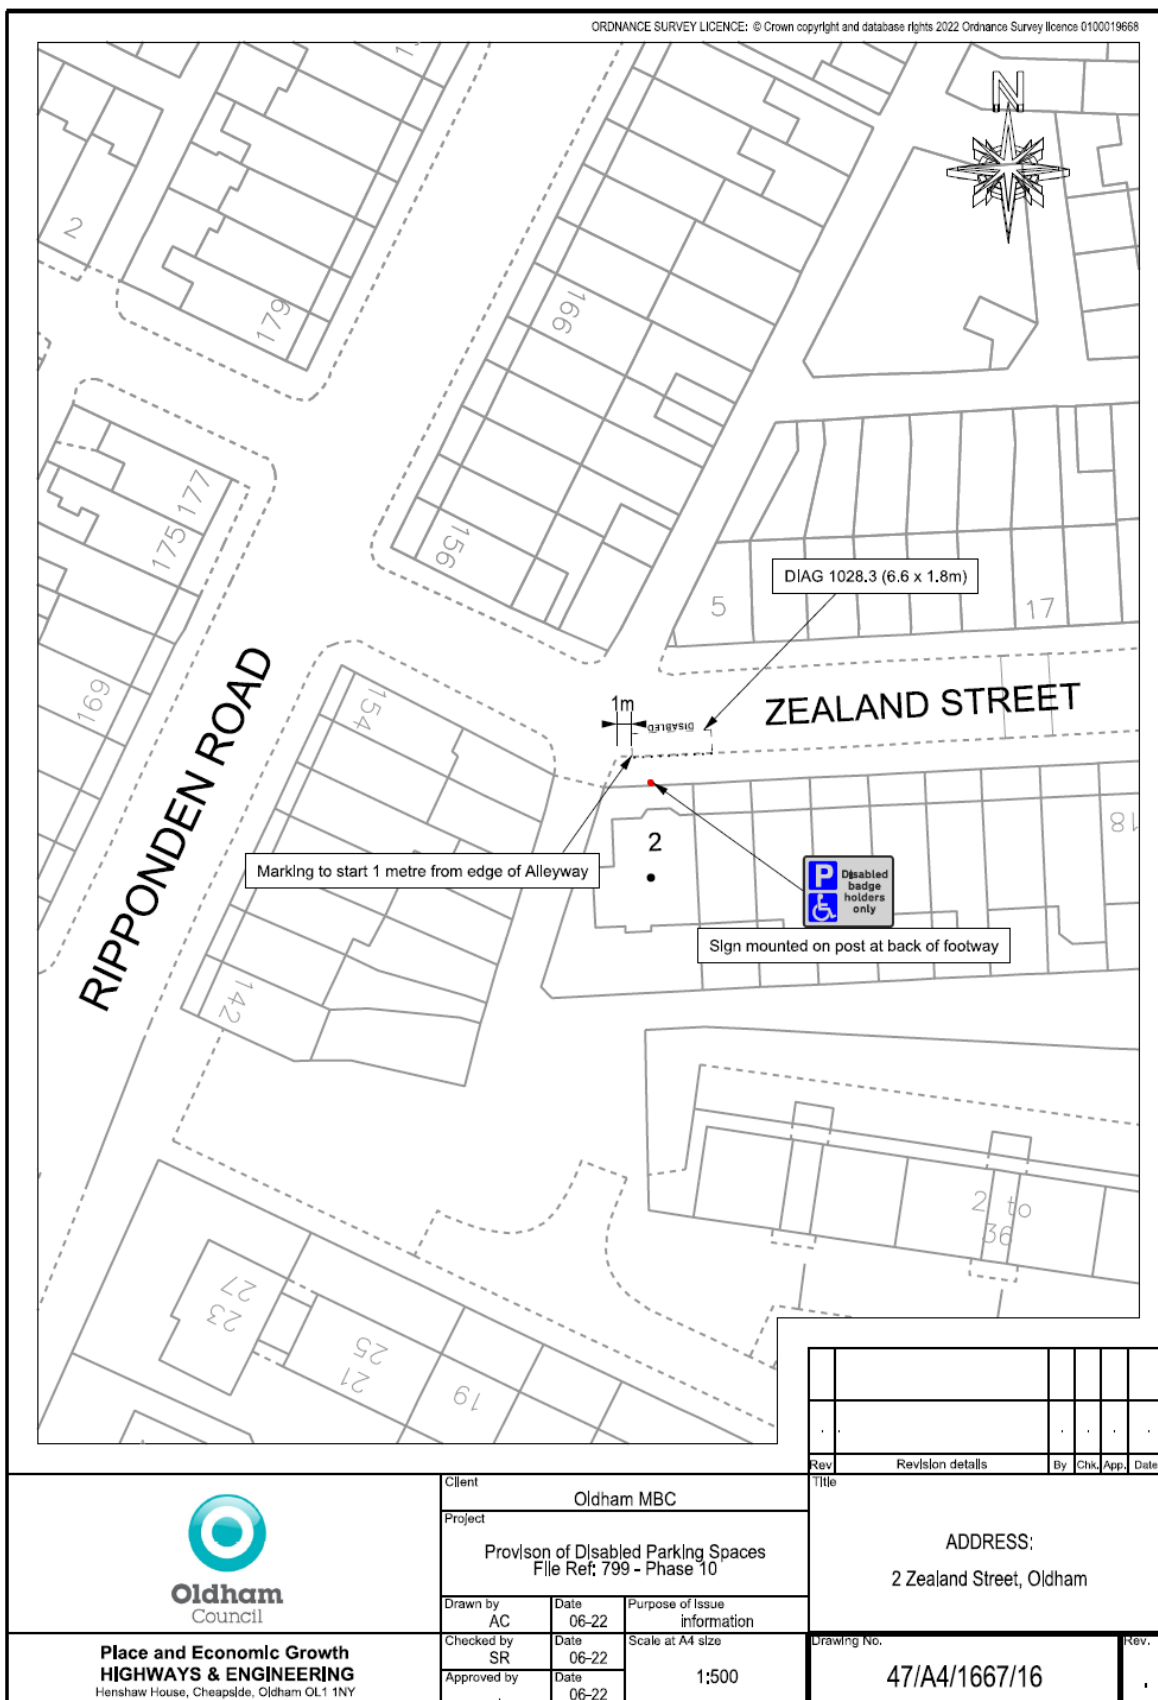 ORDNANCE SURVEY LICENCE: © Crown copyright and database rights 2022 Ordnance Survey licence 0100019668
N
2
179
166
177
175
156
169
154
5
17
DIAG 1028.3 (6.6 x 1.8m)
RIPPONDEN ROAD
ZEALAND STREET
1m
DISABLED
2
18
Marking to start 1 metre from edge of Alleyway
P
Disabled
badge
holders
only
Sign mounted on post at back of footway
142
2 to
36
27
23
25
21
19
Rev
Revision details
By
Chk.
App.
Date
Oldham
Council
Place and Economic Growth
HIGHWAYS & ENGINEERING
Henshaw House, Cheapside, Oldham OL1 1NY
Client
Oldham MBC
Project
Provison of Disabled Parking Spaces
File Ref: 799 - Phase 10
Drawn by
AC
Date
06-22
Purpose of Issue
information
Checked by
SR
Date
06-22
Scale at A4 size
1:500
Approved by
Date
06-22
Title
ADDRESS:
2 Zealand Street, Oldham
Drawing No.
47/A4/1667/16
Rev.